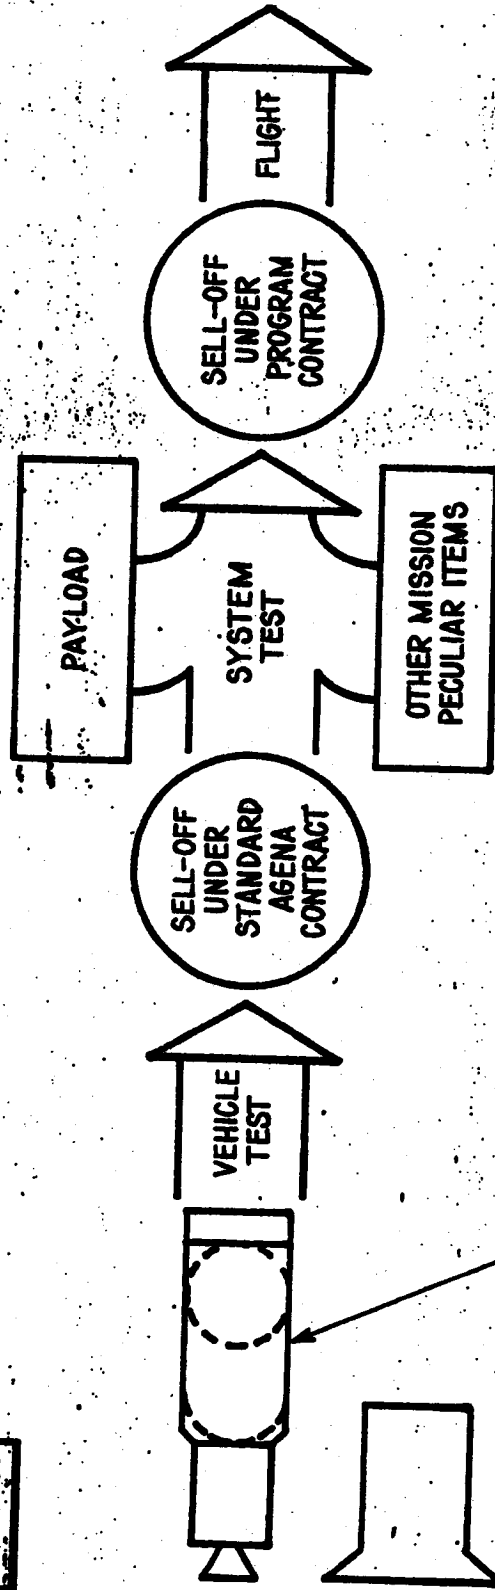 VEHICLE
TEST
SELL-OFF
UNDER
STANDARD
AGENA
CONTRACT
PAYLOAD
SYSTEM
TEST
OTHER MISSION
PECULIAR ITEMS
SELL-OFF
UNDER
PROGRAM
CONTRACT
FLIGHT